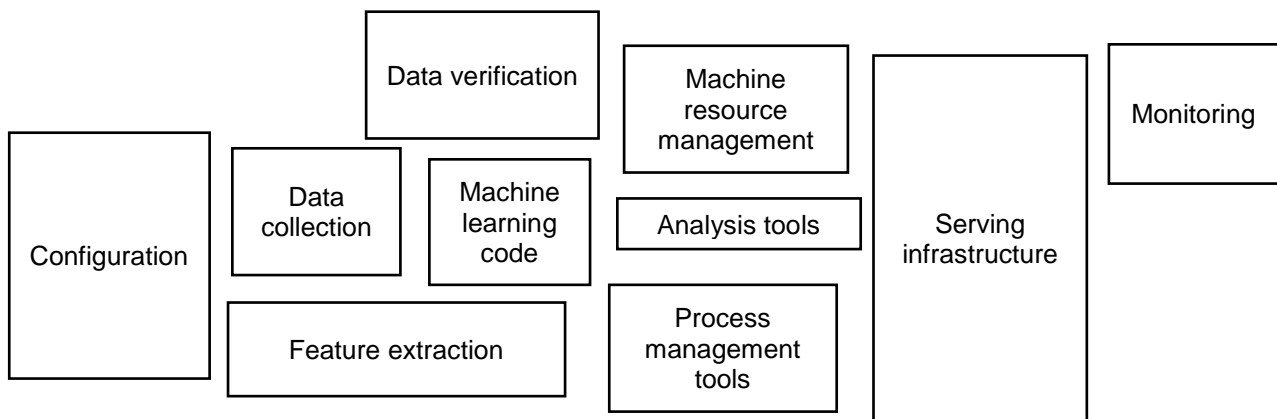 Configuration
Data
collection
Feature extraction
Data verification
Machine
learning
code
Machine
resource
management
Analysis tools
Process
management
tools
Serving
infrastructure
Monitoring